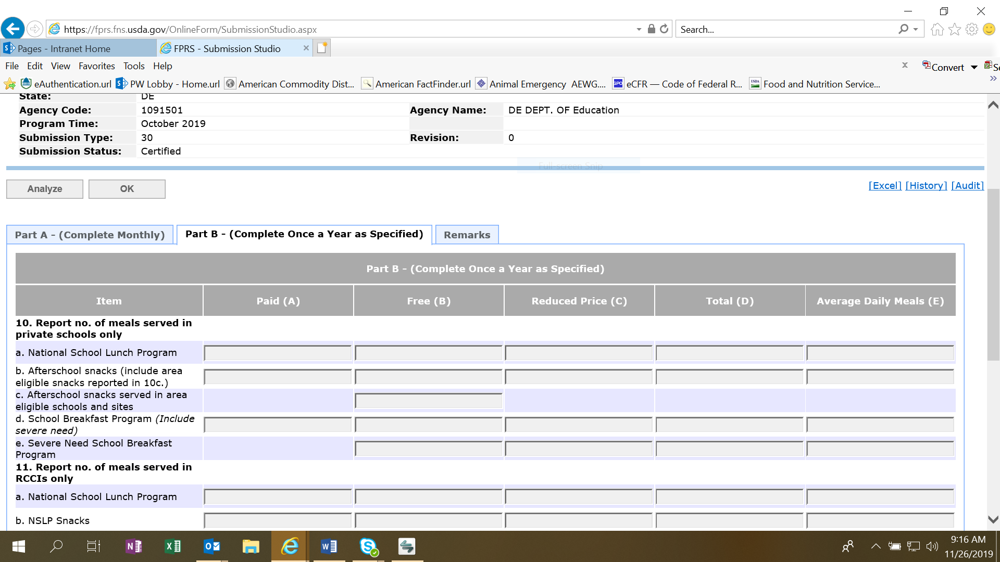 https://fprs.fns.usda.gov/OnlineForm/SubmissionStudio.aspx
Search...
Pages - Intranet Home
FPRS - Submission Studio
File Edit View Favorites Tools Help
Convert
eAuthentication.url PW Lobby - Home.url American Commodity Dist... American FactFinder.url Animal Emergency AEWG.... eCFR — Code of Federal R... Food and Nutrition Service...
State: DE
Agency Code: 1091501 Agency Name: DE DEPT. OF Education
Program Time: October 2019
Submission Type: 30 Revision: 0
Submission Status: Certified
Full-screen Snip
Analyze OK [Excel] [History] [Audit]
Part A - (Complete Monthly) Part B - (Complete Once a Year as Specified) Remarks
Part B - (Complete Once a Year as Specified)
Item Paid (A) Free (B) Reduced Price (C) Total (D) Average Daily Meals (E)
10. Report no. of meals served in
private schools only
a. National School Lunch Program
b. Afterschool snacks (include area
eligible snacks reported in 10c.)
c. Afterschool snacks served in area
eligible schools and sites
d. School Breakfast Program (Include
severe need)
e. Severe Need School Breakfast
Program
11. Report no. of meals served in
RCCIs only
a. National School Lunch Program
b. NSLP Snacks
9:16 AM
11/26/2019